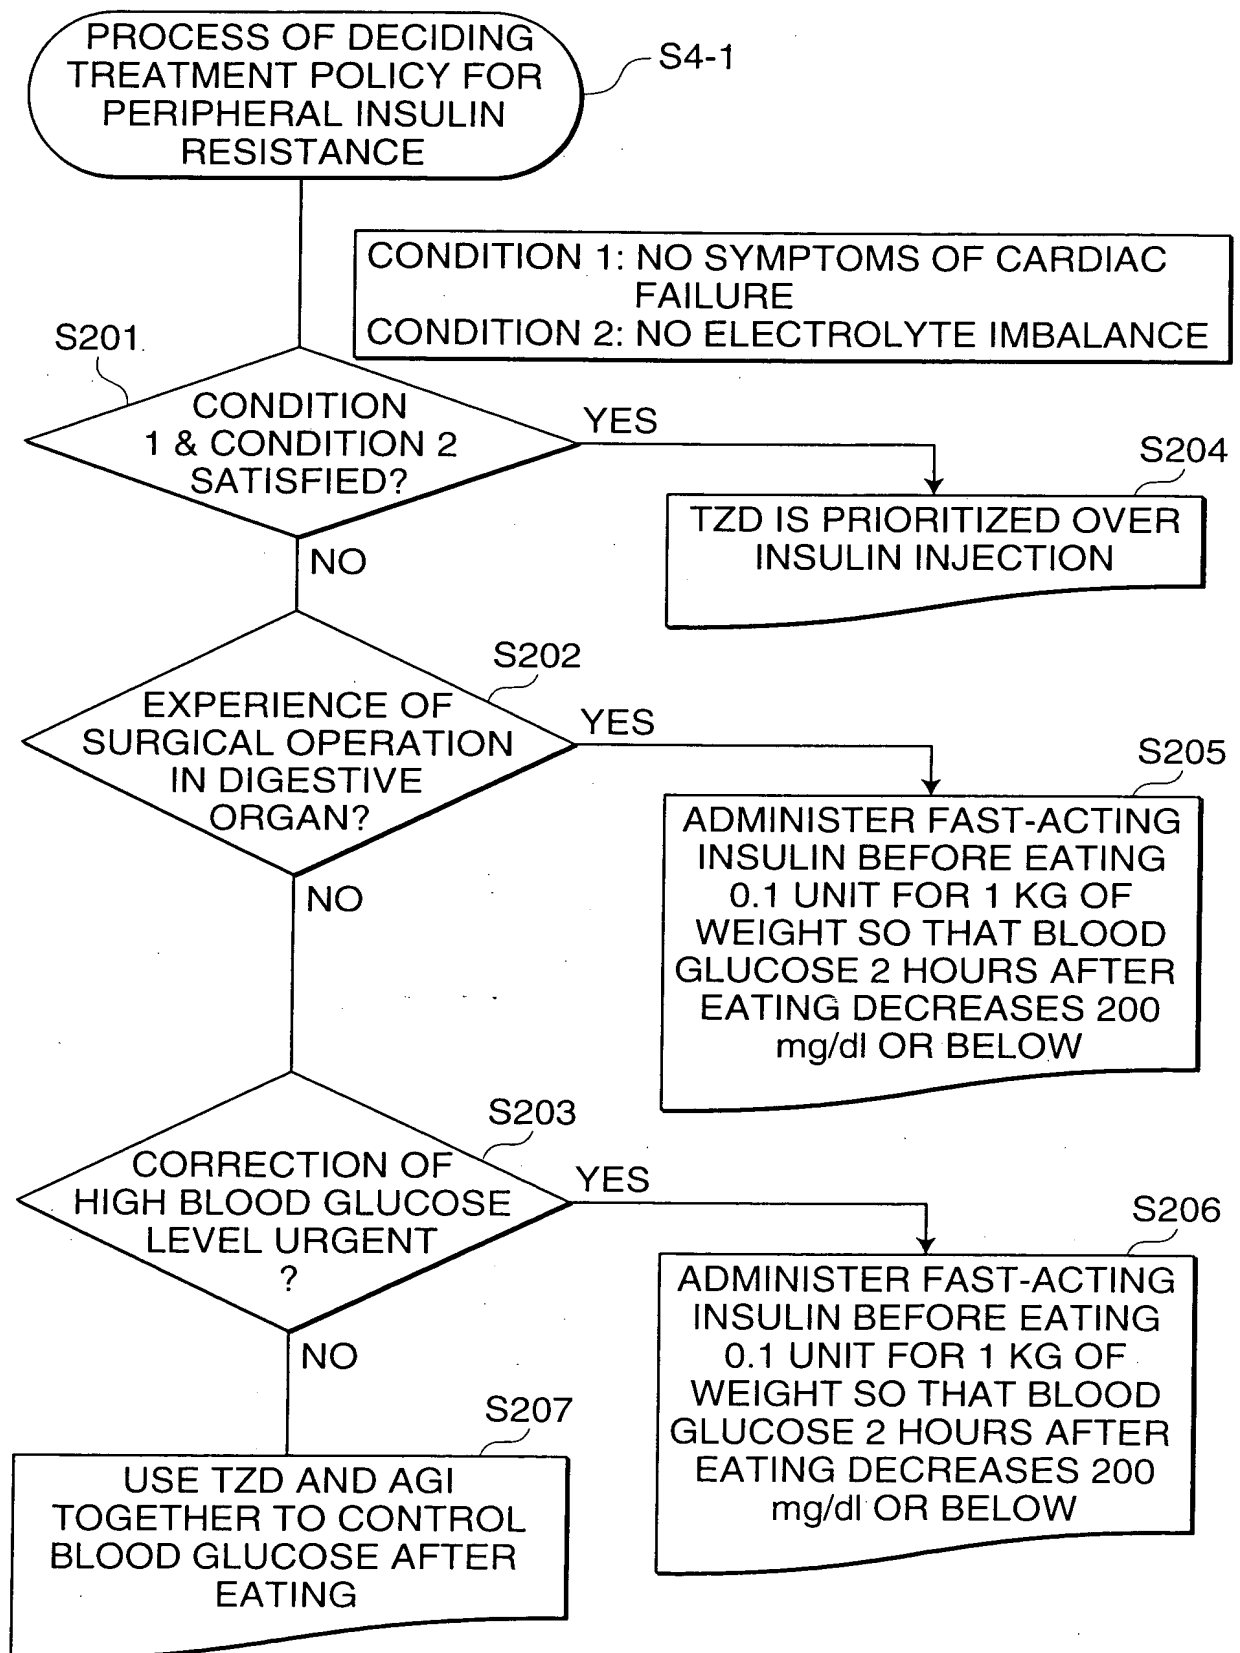 PROCESS OF DECIDING
TREATMENT POLICY FOR
PERIPHERAL INSULIN
RESISTANCE
S4-1
CONDITION 1: NO SYMPTOMS OF CARDIAC
FAILURE
CONDITION 2: NO ELECTROLYTE IMBALANCE
S201
CONDITION
1 & CONDITION 2
SATISFIED?
YES
S204
TZD IS PRIORITIZED OVER
INSULIN INJECTION
NO
S202
EXPERIENCE OF
SURGICAL OPERATION
IN DIGESTIVE
ORGAN?
YES
S205
ADMINISTER FAST-ACTING
INSULIN BEFORE EATING
0.1 UNIT FOR 1 KG OF
WEIGHT SO THAT BLOOD
GLUCOSE 2 HOURS AFTER
EATING DECREASES 200
mg/dl OR BELOW
NO
S203
CORRECTION OF
HIGH BLOOD GLUCOSE
LEVEL URGENT
?
YES
S206
ADMINISTER FAST-ACTING
INSULIN BEFORE EATING
0.1 UNIT FOR 1 KG OF
WEIGHT SO THAT BLOOD
GLUCOSE 2 HOURS AFTER
EATING DECREASES 200
mg/dl OR BELOW
NO
S207
USE TZD AND AGI
TOGETHER TO CONTROL
BLOOD GLUCOSE AFTER
EATING